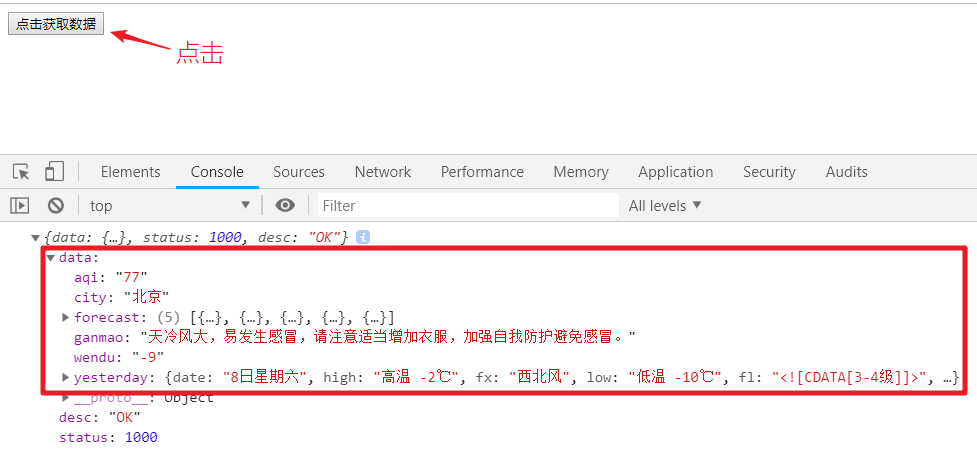 点击获取数据
点击
Elements Console Sources Network Performance Memory Application Security Audits
top Filter All levels
{data: {…}, status: 1000, desc: "OK"} i
data:
aqi: "77"
city: "北京"
forecast: (5) [{…}, {…}, {…}, {…}, {…}]
ganmao: "天冷风大，易发生感冒，请注意适当增加衣服，加强自我防护避免感冒。"
wendu: "-9"
yesterday: {date: "8日星期六", high: "高温 -2℃", fx: "西北风", low: "低温 -10℃", fl: "<![CDATA[3-4级]]>", …}
__proto__: Object
desc: "OK"
status: 1000